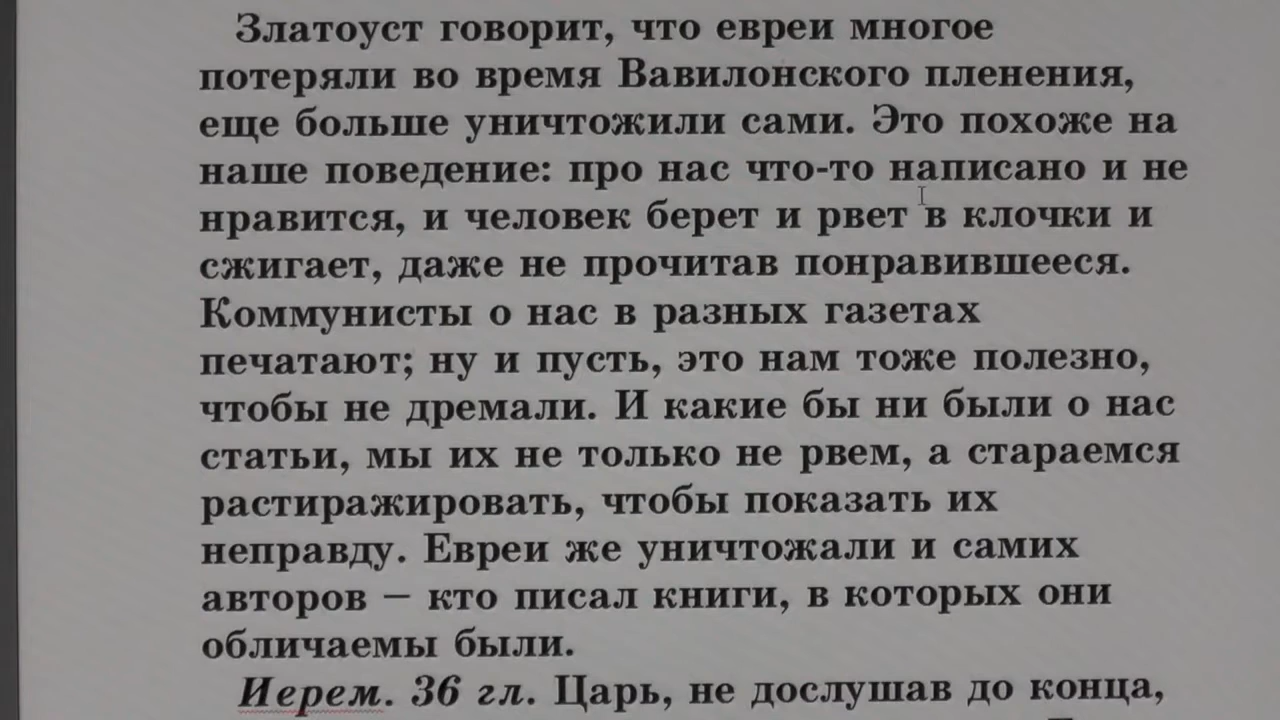 Златоуст говорит, что евреи многое
потеряли во время Вавилонского пленения,
еще больше уничтожили сами. Это похоже на
наше поведение: про нас что-то написано и не
нравится, и человек берет и рвет в клочки и
сжигает, даже не прочитав понравившееся.
Коммунисты о нас в разных газетах
печатают; ну и пусть, это нам тоже полезно,
чтобы не дремали. И какие бы ни были о нас
статьи, мы их не только не рвем, а стараемся
растиражировать, чтобы показать их
неправду. Евреи же уничтожали и самих
авторов – кто писал книги, в которых они
обличаемы были.
Иерем. 36 гл. Царь, не дослушав до конца,